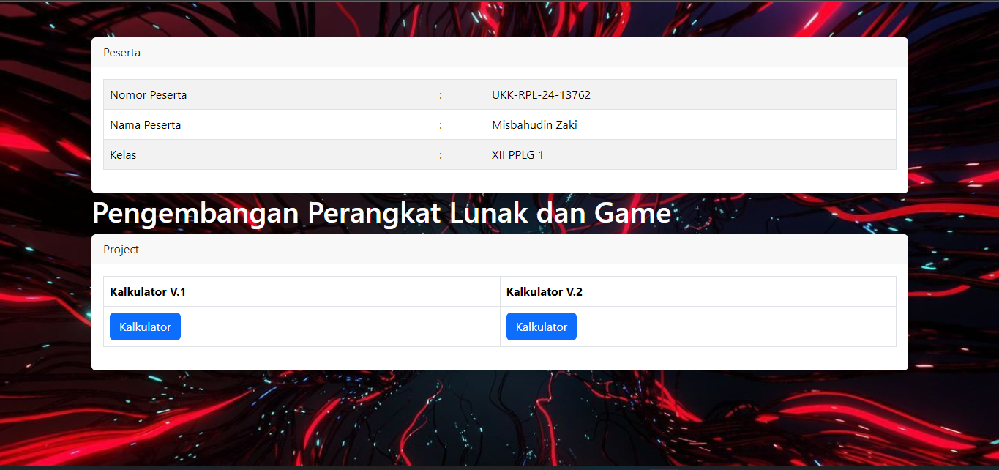 Peserta
Nomor Peserta : UKK-RPL-24-13762
Nama Peserta : Misbahudin Zaki
Kelas : XII PPLG 1
Pengembangan Perangkat Lunak dan Game
Project
Kalkulator V.1 Kalkulator V.2
Kalkulator Kalkulator